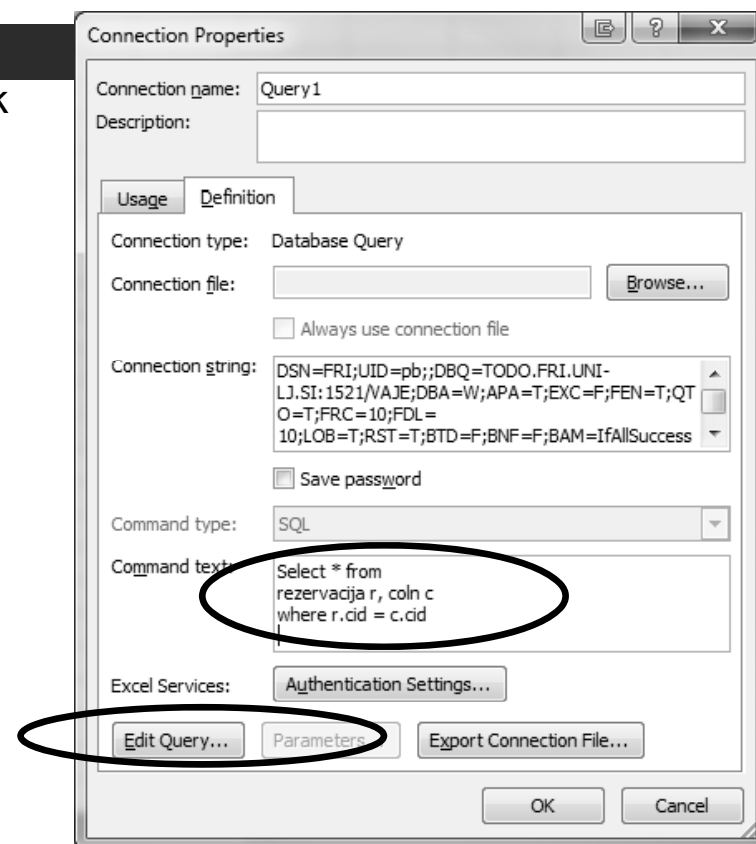 Connection Properties
k
Connection name: Query1
Description:
Usage Definition
Connection type: Database Query
Connection file: Browse...
Always use connection file
Connection string: DSN=FRI;UID=pb;;DBQ=TODO.FRI.UNI-
LJ.SI:1521/VAJE;DBA=W;APA=T;EXC=F;FEN=T;QT
O=T;FRC=10;FDL=
10;LOB=T;RST=T;BTD=F;BNF=F;BAM=IfAllSuccess
Save password
Command type: SQL
Command text: Select * from
rezervacija r, coln c
where r.cid = c.cid
Excel Services: Authentication Settings...
Edit Query... Parameters... Export Connection File...
OK Cancel